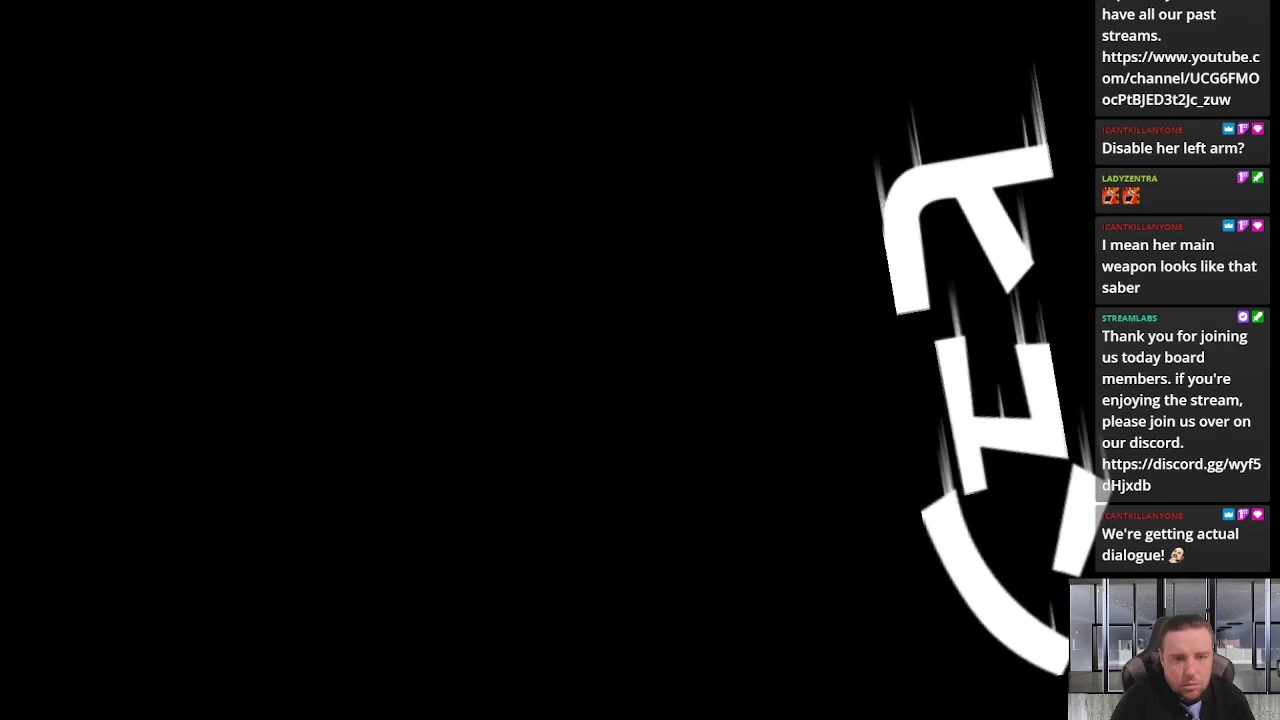 have all our past
streams.
https://www.youtube.c
om/channel/UCG6FMO
ocPtBJED3t2Jc_zuw
ICANTKILLANYONE
Disable her left arm?
LADYZENTRA
ICANTKILLANYONE
I mean her main
weapon looks like that
saber
STREAMLABS
Thank you for joining
us today board
members. if you're
enjoying the stream,
please join us over on
our discord.
https://discord.gg/wyf5
dHjxdb
ICANTKILLANYONE
We're getting actual
dialogue!